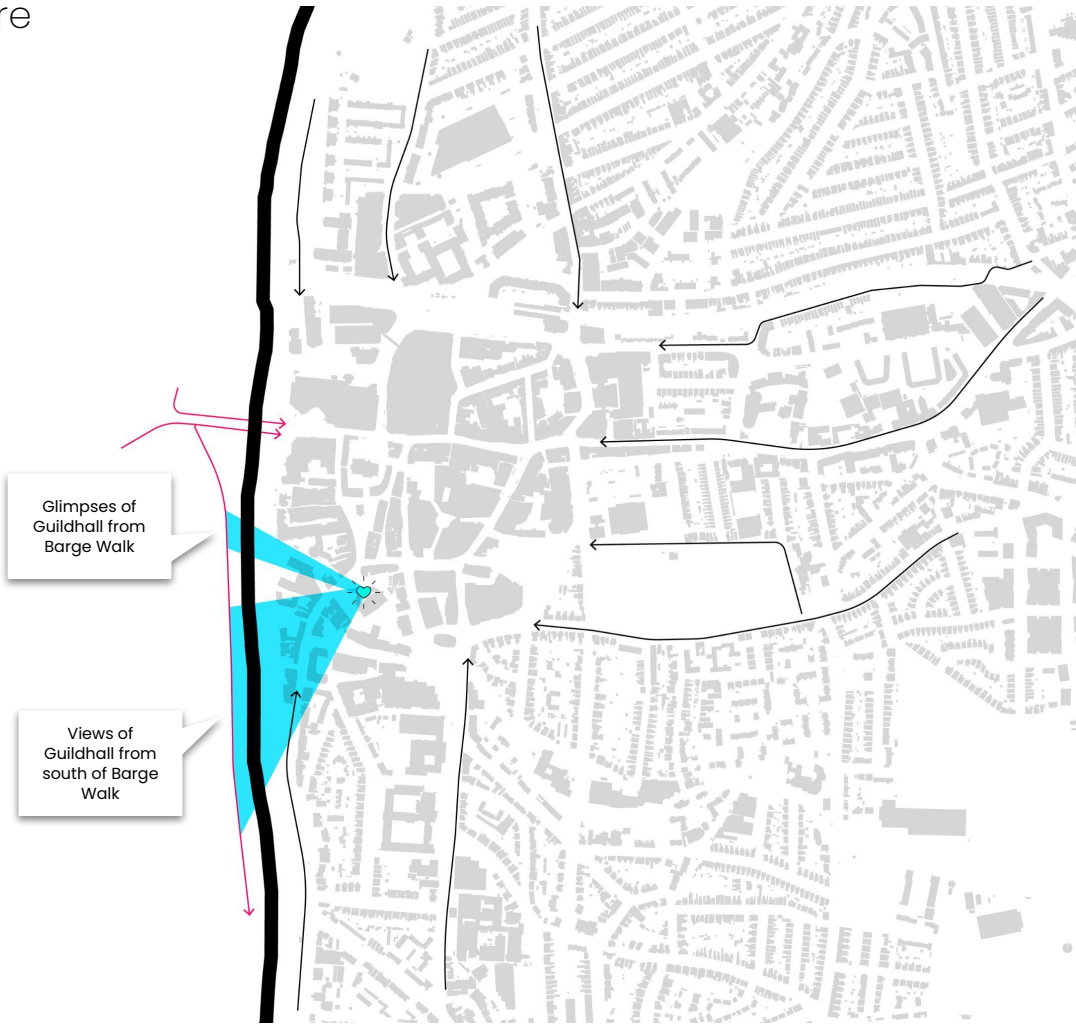 re
Glimpses of
Guildhall from
Barge Walk
Views of
Guildhall from
south of Barge
Walk